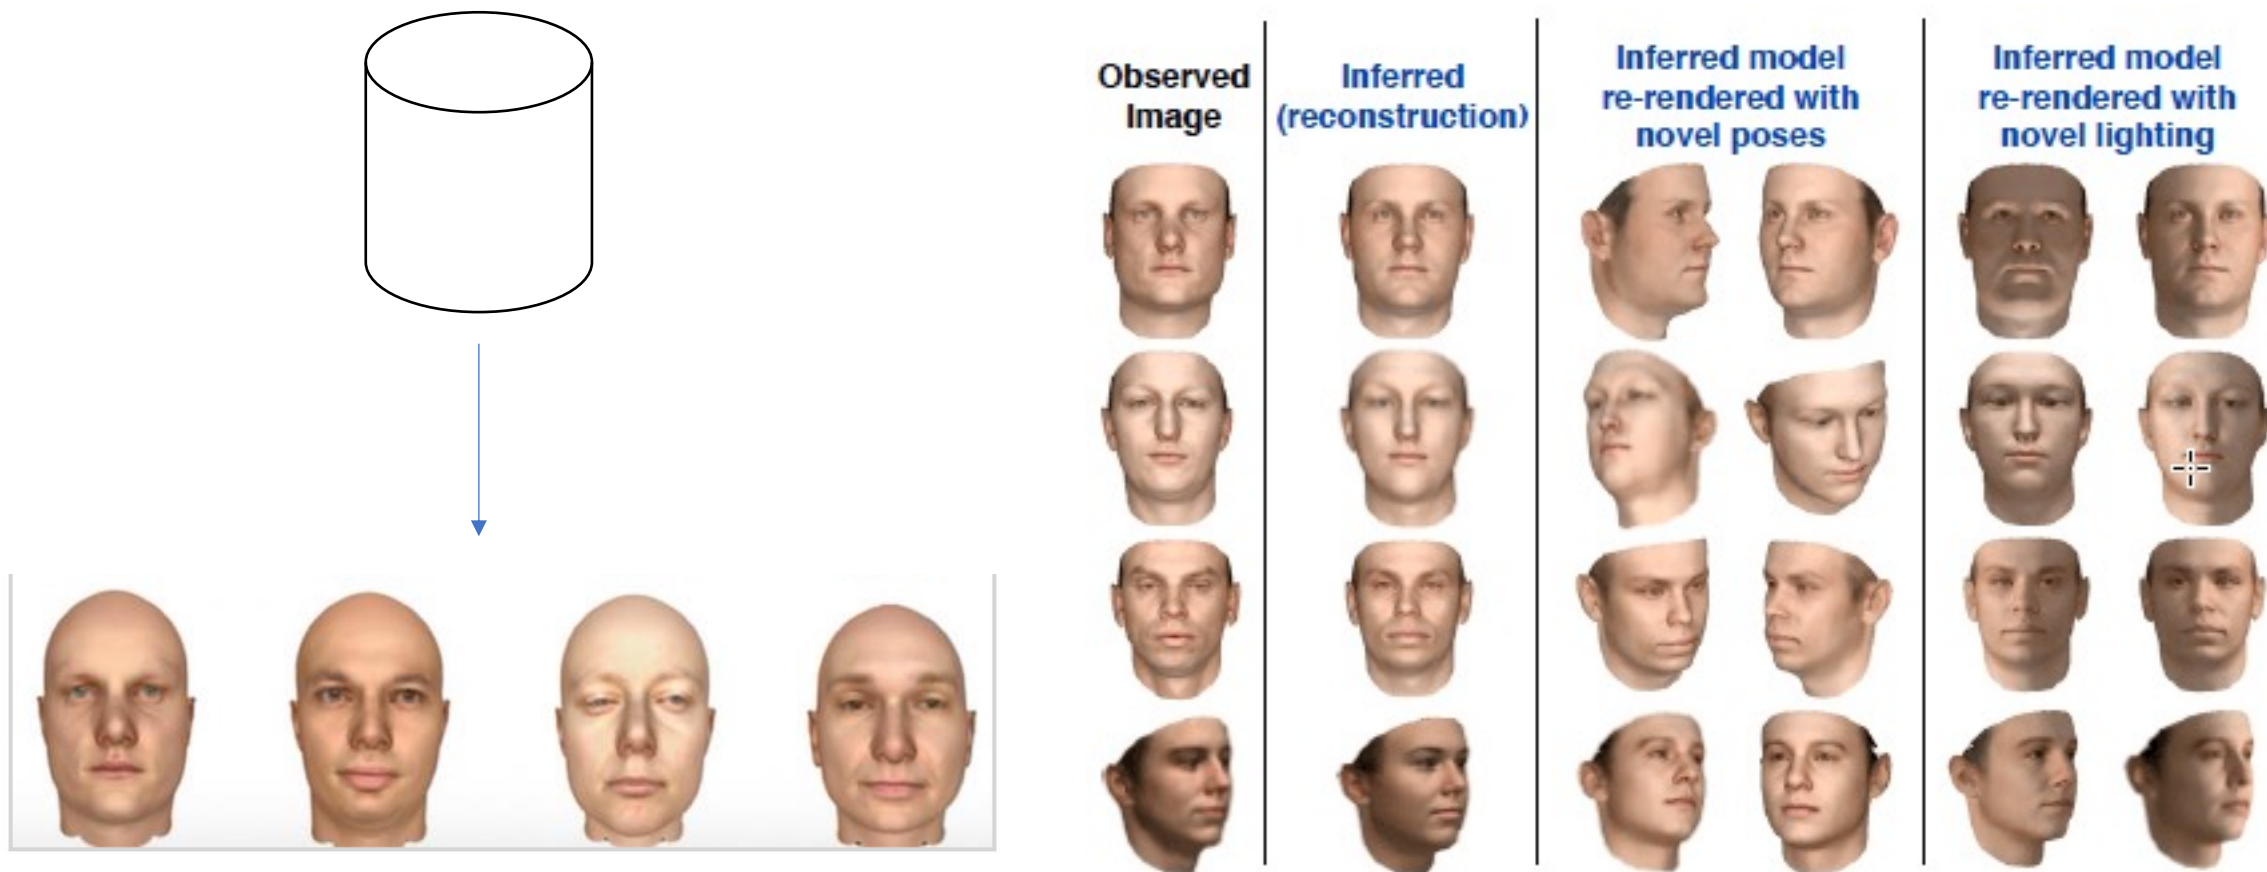 Observed
Image
Inferred
(reconstruction)
Inferred model
re-rendered with
novel poses
Inferred model
re-rendered with
novel lighting